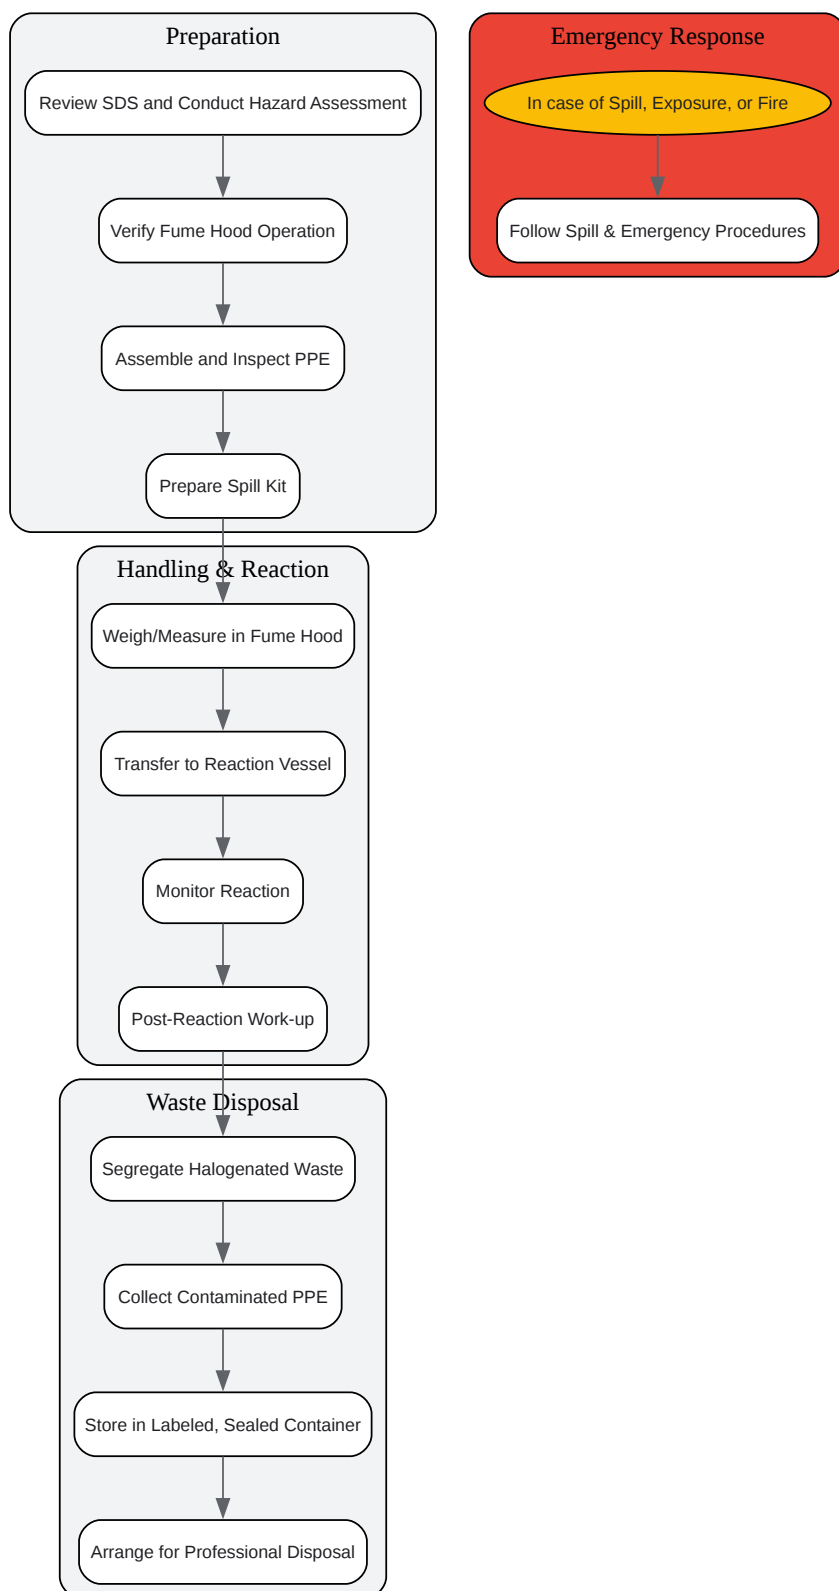 Preparation
Review SDS and Conduct Hazard Assessment
Verify Fume Hood Operation
Assemble and Inspect PPE
Prepare Spill Kit
Emergency Response
In case of Spill, Exposure, or Fire
Follow Spill & Emergency Procedures
Handling & Reaction
Weigh/Measure in Fume Hood
Transfer to Reaction Vessel
Monitor Reaction
Post-Reaction Work-up
Waste Disposal
Segregate Halogenated Waste
Collect Contaminated PPE
Store in Labeled, Sealed Container
Arrange for Professional Disposal